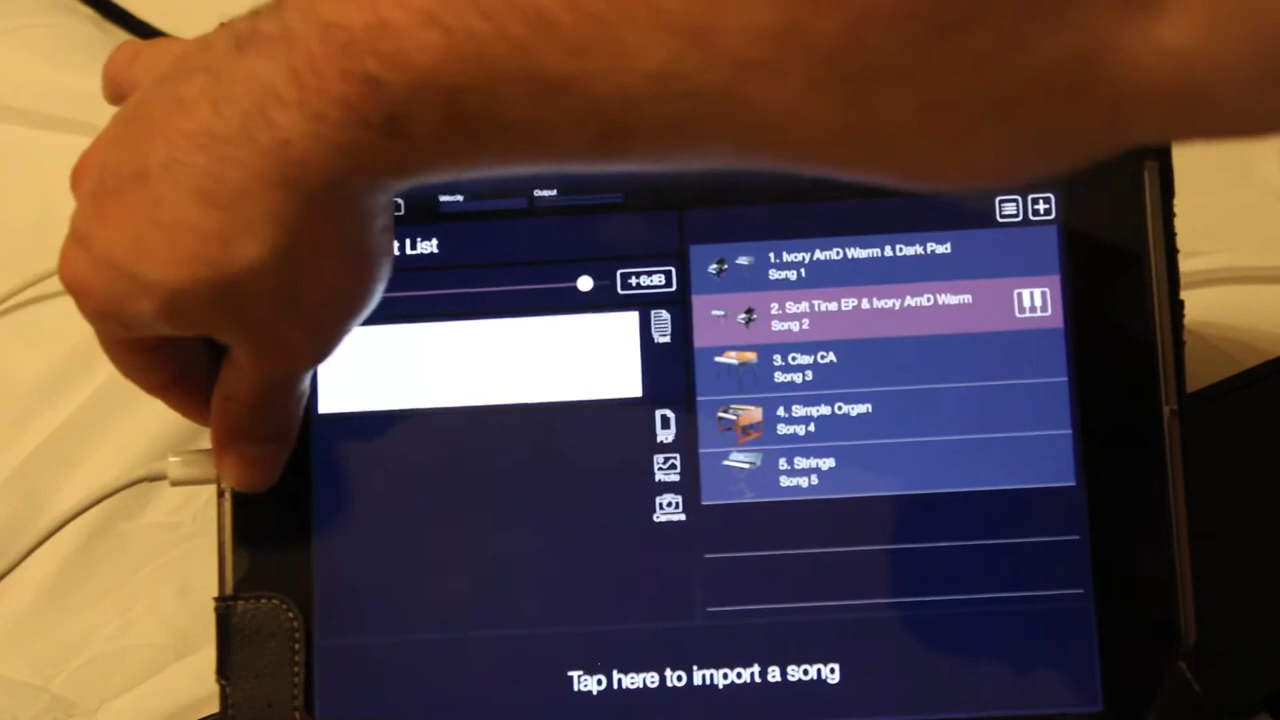 Velocity
Output
t List
+6dB
Text
PDF
Photo
Camera
1. Ivory AmD Warm & Dark Pad
Song 1
2. Soft Tine EP & Ivory AmD Warm
Song 2
3. Clav CA
Song 3
4. Simple Organ
Song 4
5. Strings
Song 5
Tap here to import a song